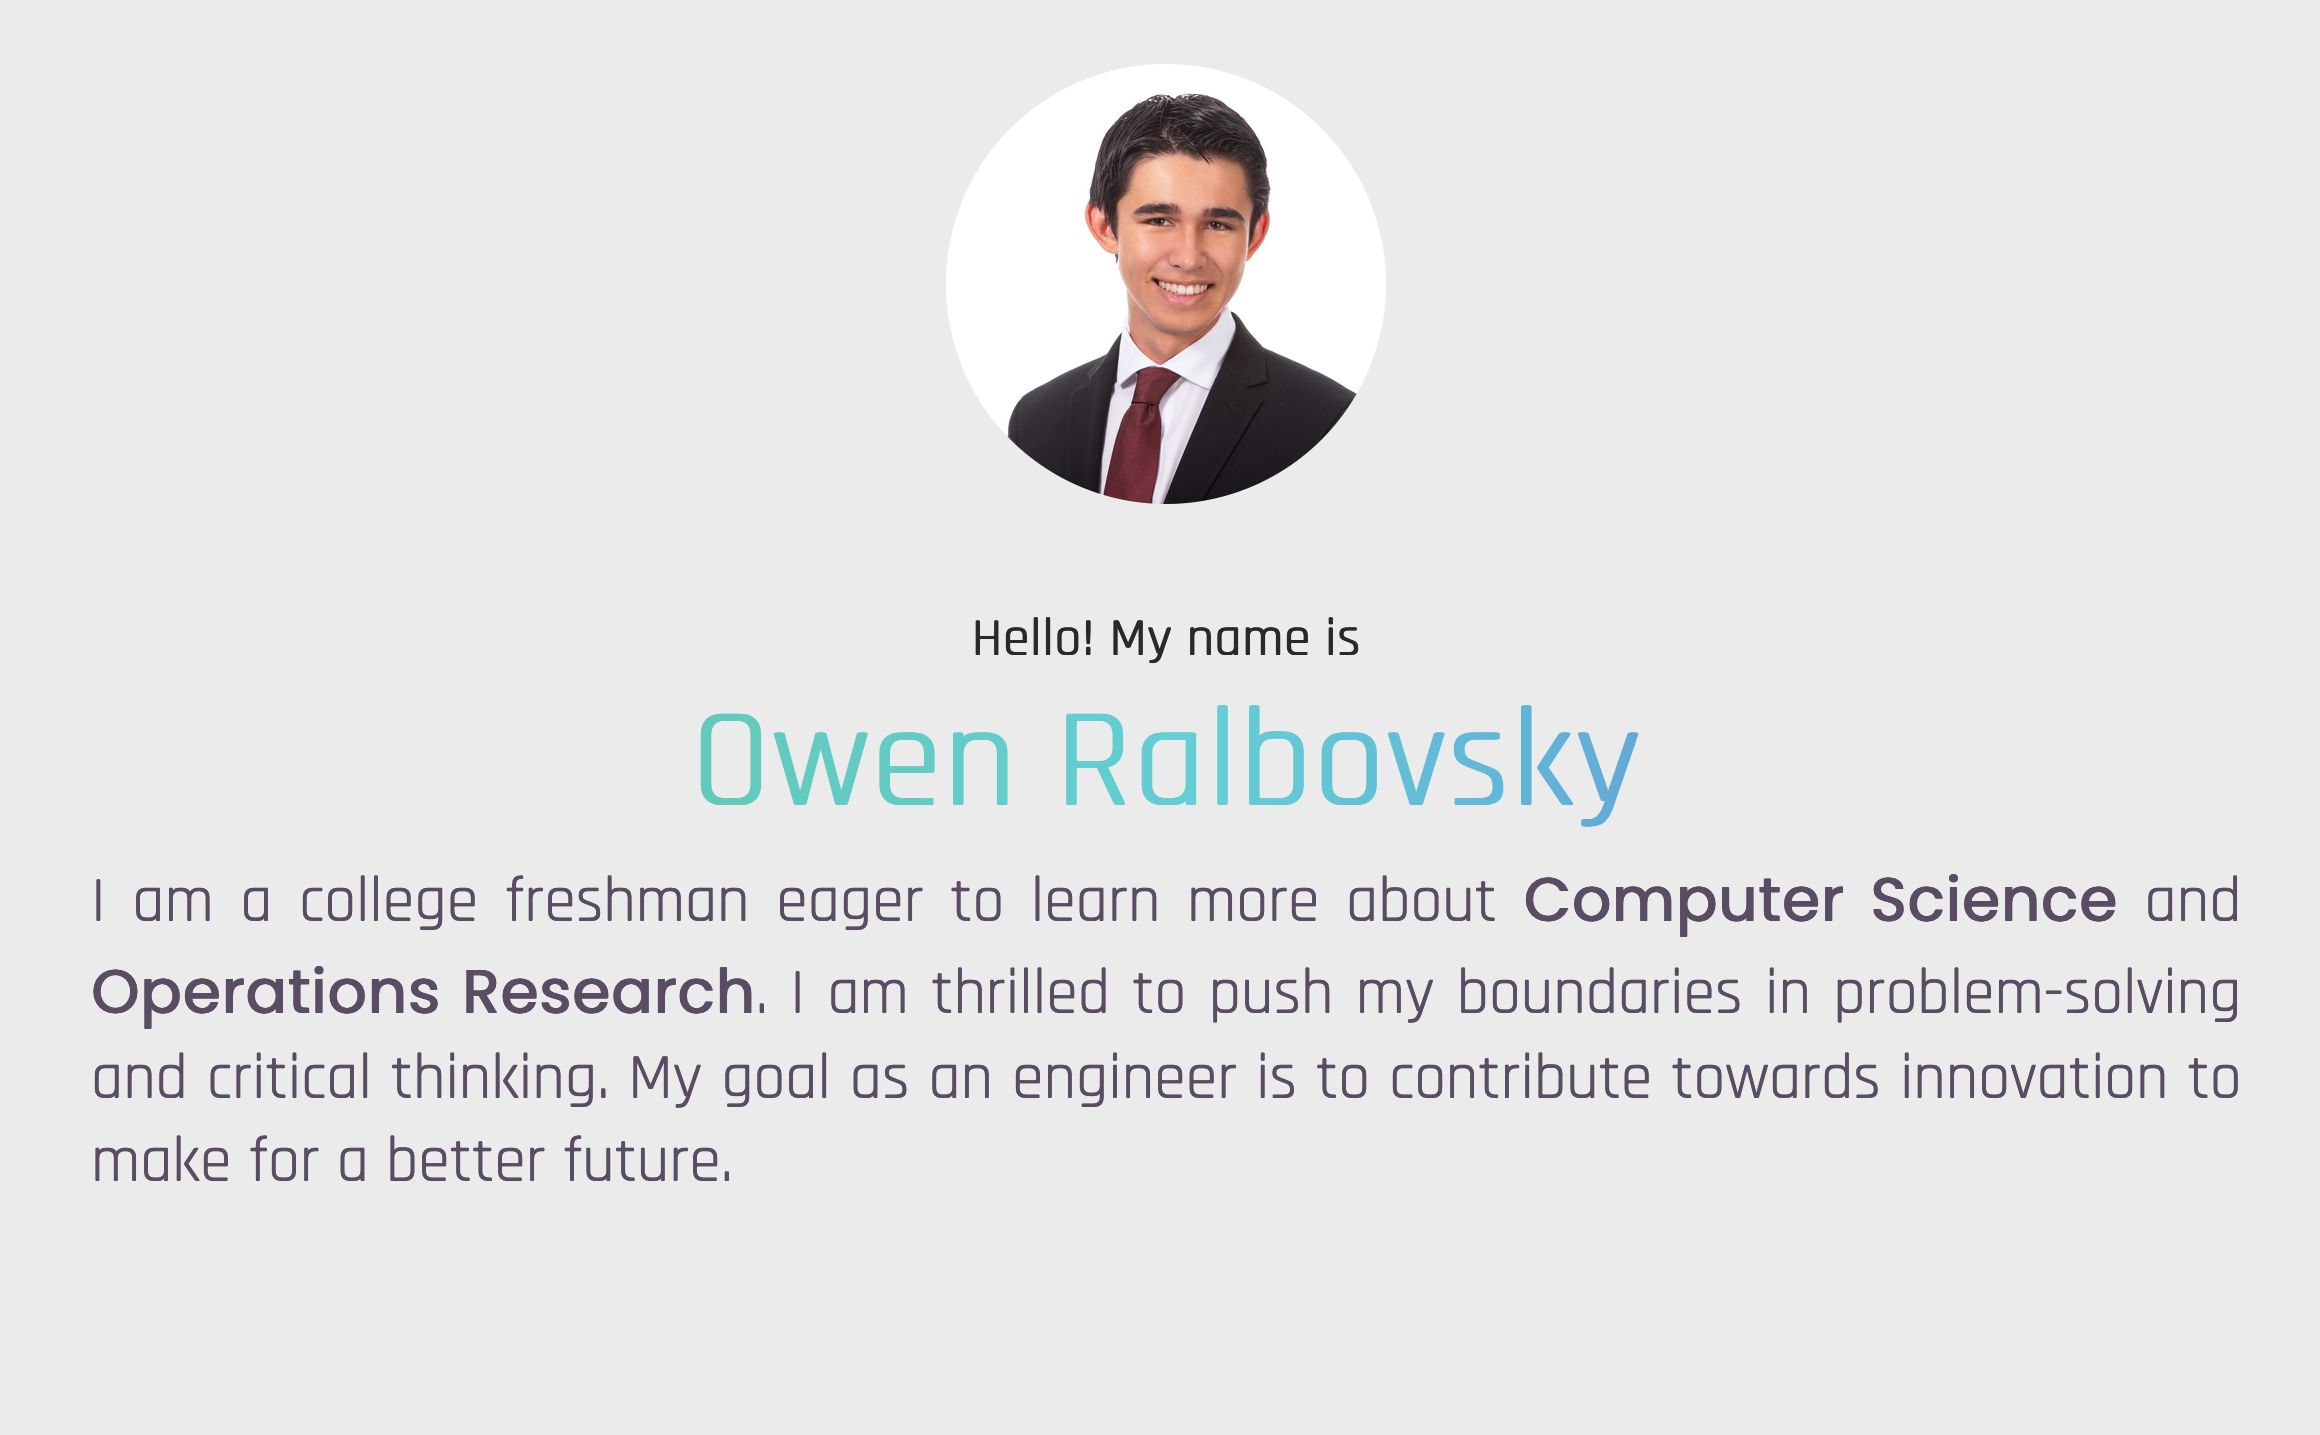 Hello! My name is
Owen Ralbovsky
I am a college freshman eager to learn more about Computer Science and
Operations Research. I am thrilled to push my boundaries in problem-solving
and critical thinking. My goal as an engineer is to contribute towards innovation to
make for a better future.